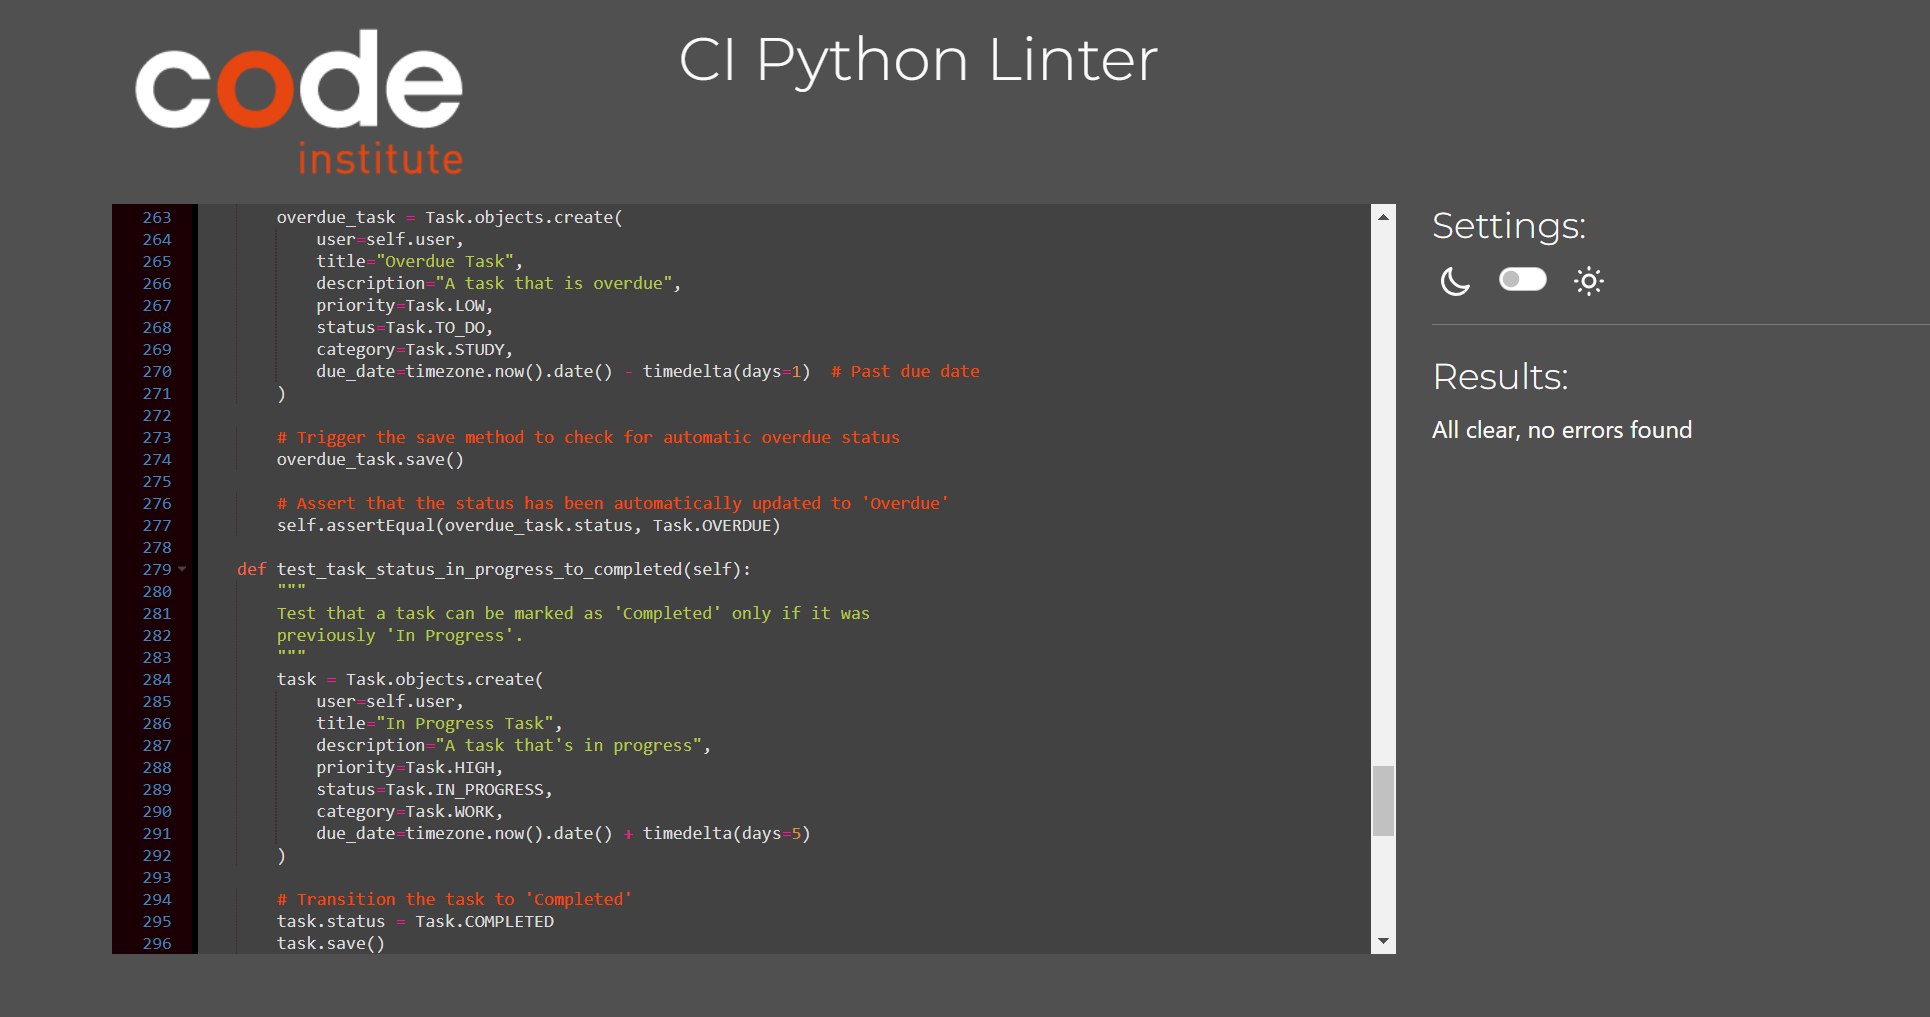 code
institute
CI Python Linter
263 overdue_task = Task.objects.create(
264 user=self.user,
265 title="Overdue Task",
266 description="A task that is overdue",
267 priority=Task.LOW,
268 status=Task.TO_DO,
269 category=Task.STUDY,
270 due_date=timezone.now().date() - timedelta(days=1)  # Past due date
271 )
272
273 # Trigger the save method to check for automatic overdue status
274 overdue_task.save()
275
276 # Assert that the status has been automatically updated to 'Overdue'
277 self.assertEqual(overdue_task.status, Task.OVERDUE)
278
279 def test_task_status_in_progress_to_completed(self):
280 """
281 Test that a task can be marked as 'Completed' only if it was
282 previously 'In Progress'.
283 """
284 task = Task.objects.create(
285 user=self.user,
286 title="In Progress Task",
287 description="A task that's in progress",
288 priority=Task.HIGH,
289 status=Task.IN_PROGRESS,
290 category=Task.WORK,
291 due_date=timezone.now().date() + timedelta(days=5)
292 )
293
294 # Transition the task to 'Completed'
295 task.status = Task.COMPLETED
296 task.save()
Settings:
Results:
All clear, no errors found